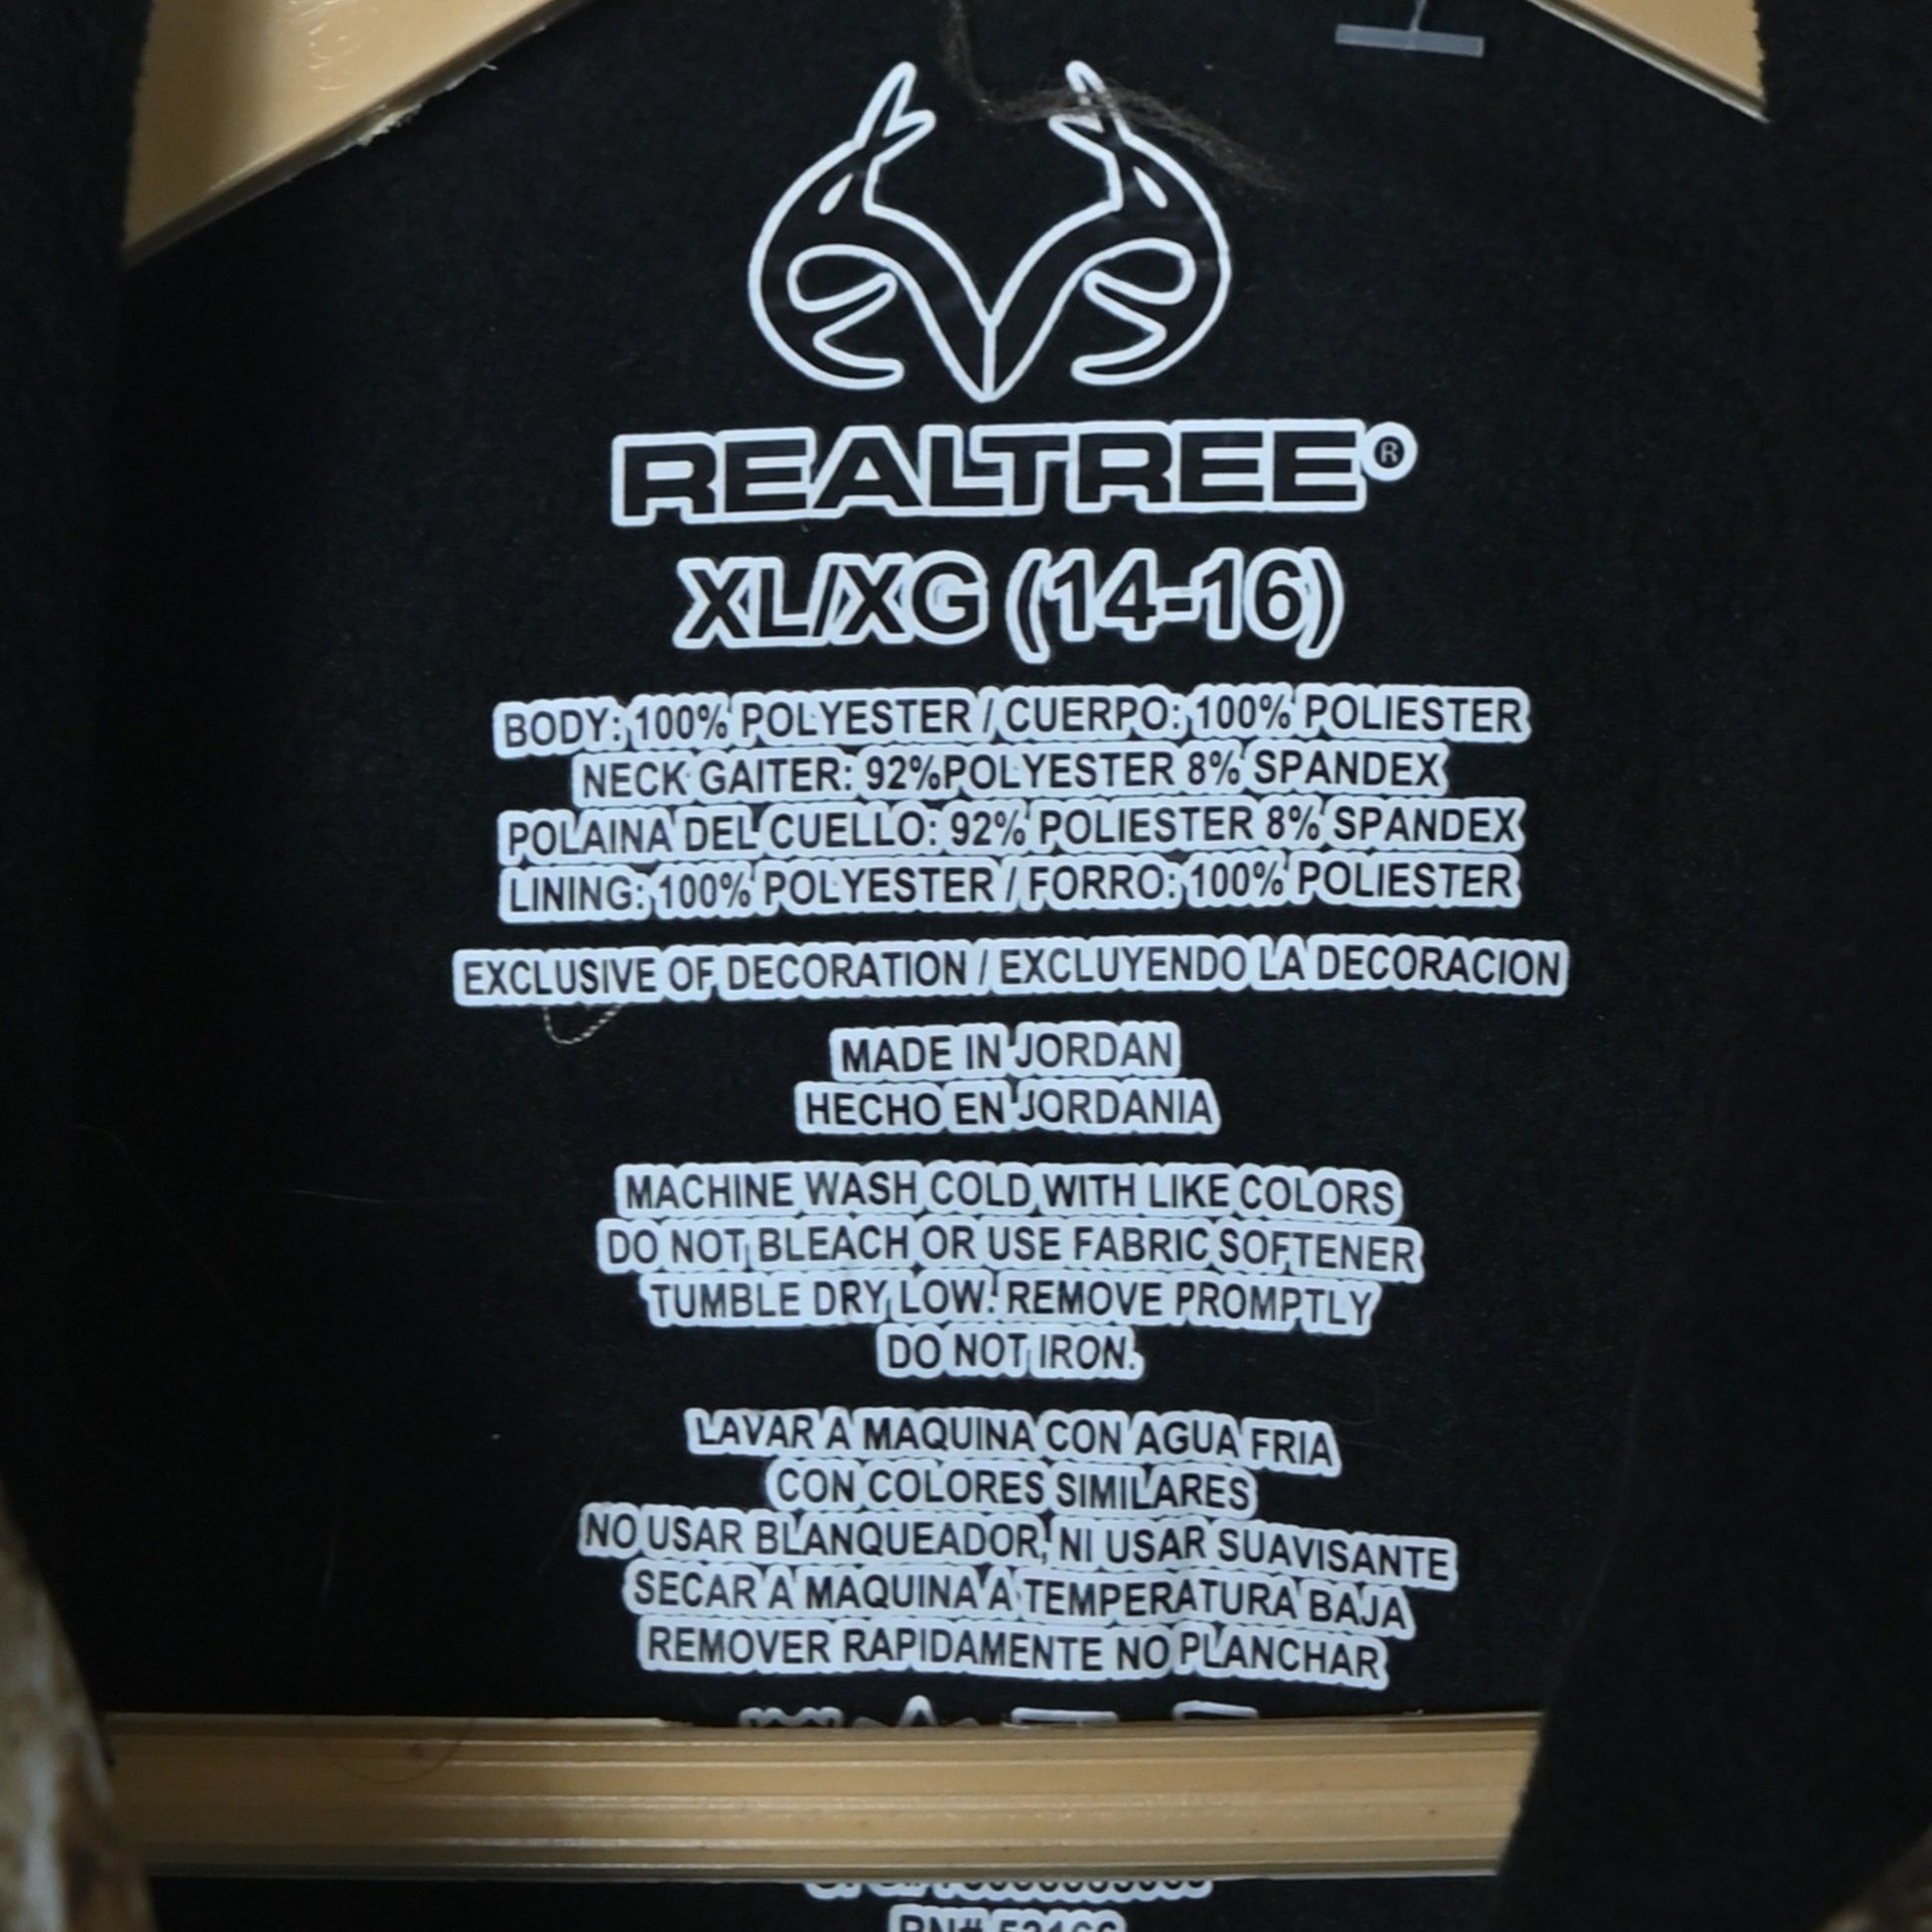 REALTREE®
XL/XG (14-16)
BODY: 100% POLYESTER / CUERPO: 100% POLIESTER
NECK GAITER: 92%POLYESTER 8% SPANDEX
POLAINA DEL CUELLO: 92% POLIESTER 8% SPANDEX
LINING: 100% POLYESTER / FORRO: 100% POLIESTER
EXCLUSIVE OF DECORATION / EXCLUYENDO LA DECORACION
MADE IN JORDAN
HECHO EN JORDANIA
MACHINE WASH COLD WITH LIKE COLORS
DO NOT BLEACH OR USE FABRIC SOFTENER
TUMBLE DRY LOW. REMOVE PROMPTLY
DO NOT IRON.
LAVAR A MAQUINA CON AGUA FRIA
CON COLORES SIMILARES
NO USAR BLANQUEADOR, NI USAR SUAVISANTE
SECAR A MAQUINA A TEMPERATURA BAJA
REMOVER RAPIDAMENTE NO PLANCHAR
RN#